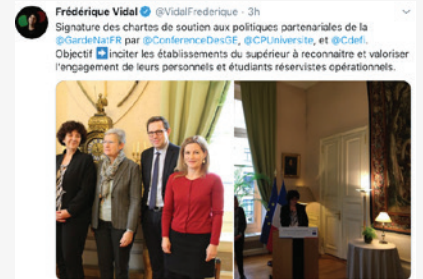 Frédérique Vidal @VidalFrederique · 3h
Signature des chartes de soutien aux politiques partenariales de la
@GardeNatFR par @ConferenceDesGE, @CPUniversite, et @Cdefi.
Objectif ➡inciter les établissements du supérieur à reconnaitre et valoriser
l'engagement de leurs personnels et étudiants réservistes opérationnels.